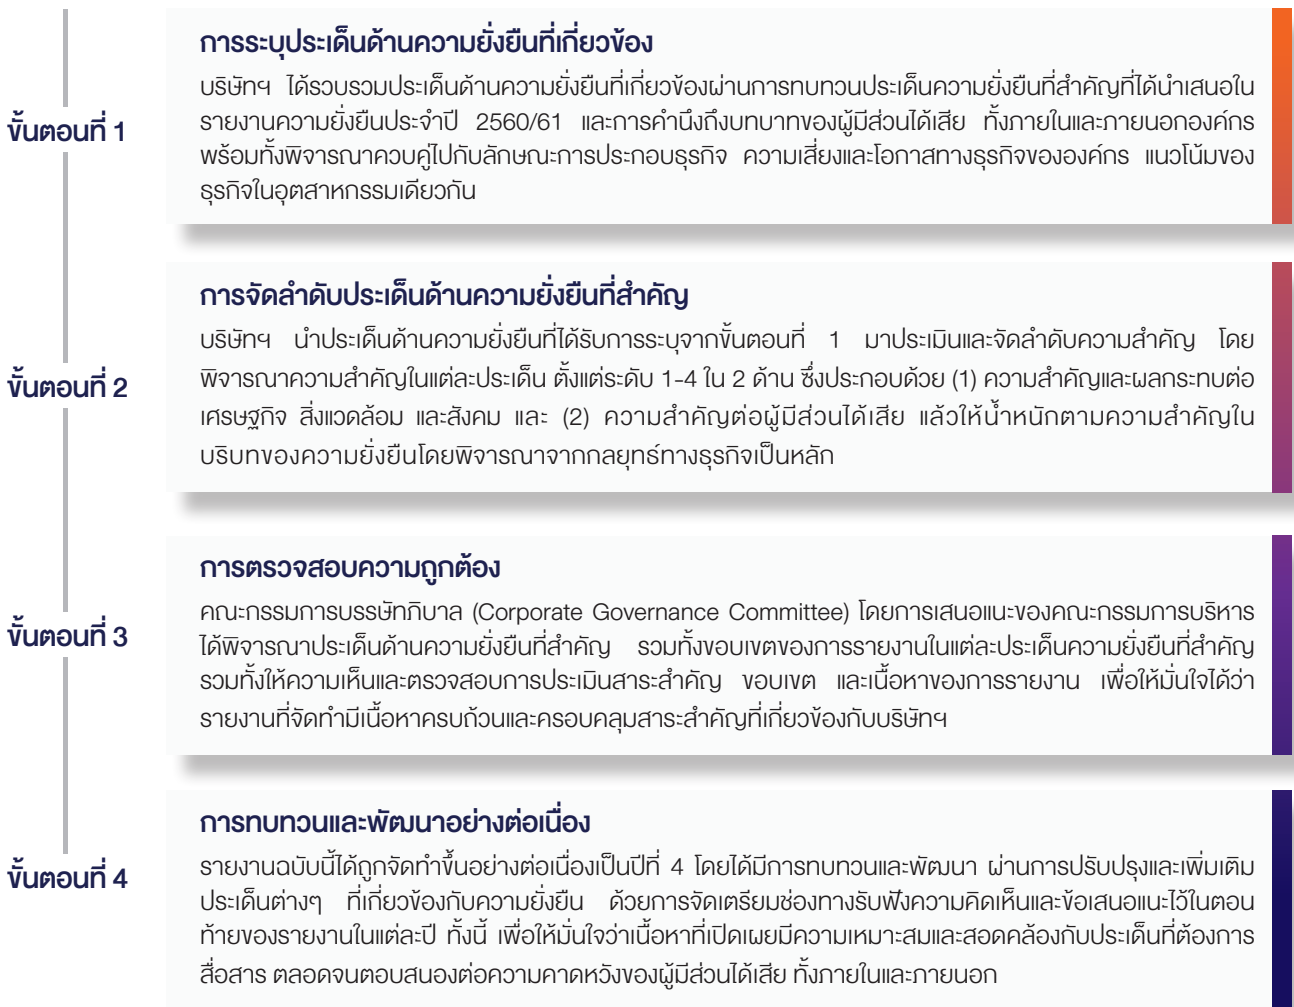 การระบุประเด็นด้านความยั่งยืนที่เกี่ยวข้อง
ขั้นตอนที่ 1
บริษัทฯ ได้รวบรวมประเด็นด้านความยั่งยืนที่เกี่ยวข้องผ่านการทบทวนประเด็นความยั่งยืนที่สำคัญที่ได้นำเสนอใน
รายงานความยั่งยืนประจำปี 2560/61 และการคำนึงถึงบทบาทของผู้มีส่วนได้เสีย ทั้งภายในและภายนอกองค์กร
พร้อมทั้งพิจารณาควบคู่ไปกับลักษณะการประกอบธุรกิจ ความเสี่ยงและโอกาสทางธุรกิจขององค์กร แนวโน้มของ
ธุรกิจในอุตสาหกรรมเดียวกัน
การจัดลำดับประเด็นด้านความยั่งยืนที่สำคัญ
ขั้นตอนที่ 2
บริษัทฯ นำประเด็นด้านความยั่งยืนที่ได้รับการระบุจากขั้นตอนที่ 1 มาประเมินและจัดลำดับความสำคัญ โดย
พิจารณาความสำคัญในแต่ละประเด็น ตั้งแต่ระดับ 1-4 ใน 2 ด้าน ซึ่งประกอบด้วย (1) ความสำคัญและผลกระทบต่อ
เศรษฐกิจ สิ่งแวดล้อม และสังคม และ (2) ความสำคัญต่อผู้มีส่วนได้เสีย แล้วให้น้ำหนักตามความสำคัญใน
บริบทของความยั่งยืนโดยพิจารณาจากกลยุทธ์ทางธุรกิจเป็นหลัก
การตรวจสอบความถูกต้อง
ขั้นตอนที่ 3
คณะกรรมการบรรษัทภิบาล (Corporate Governance Committee) โดยการเสนอแนะของคณะกรรมการบริหาร
ได้พิจารณาประเด็นด้านความยั่งยืนที่สำคัญ รวมทั้งขอบเขตของการรายงานในแต่ละประเด็นความยั่งยืนที่สำคัญ
รวมทั้งให้ความเห็นและตรวจสอบการประเมินสาระสำคัญ ขอบเขต และเนื้อหาของการรายงาน เพื่อให้มั่นใจได้ว่า
รายงานที่จัดทำมีเนื้อหาครบถ้วนและครอบคลุมสาระสำคัญที่เกี่ยวข้องกับบริษัทฯ
การทบทวนและพัฒนาอย่างต่อเนื่อง
ขั้นตอนที่ 4
รายงานฉบับนี้ได้ถูกจัดทำขึ้นอย่างต่อเนื่องเป็นปีที่ 4 โดยได้มีการทบทวนและพัฒนา ผ่านการปรับปรุงและเพิ่มเติม
ประเด็นต่างๆ ที่เกี่ยวข้องกับความยั่งยืน ด้วยการจัดเตรียมช่องทางรับฟังความคิดเห็นและข้อเสนอแนะไว้ในตอน
ท้ายของรายงานในแต่ละปี ทั้งนี้ เพื่อให้มั่นใจว่าเนื้อหาที่เปิดเผยมีความเหมาะสมและสอดคล้องกับประเด็นที่ต้องการ
สื่อสาร ตลอดจนตอบสนองต่อความคาดหวังของผู้มีส่วนได้เสีย ทั้งภายในและภายนอก